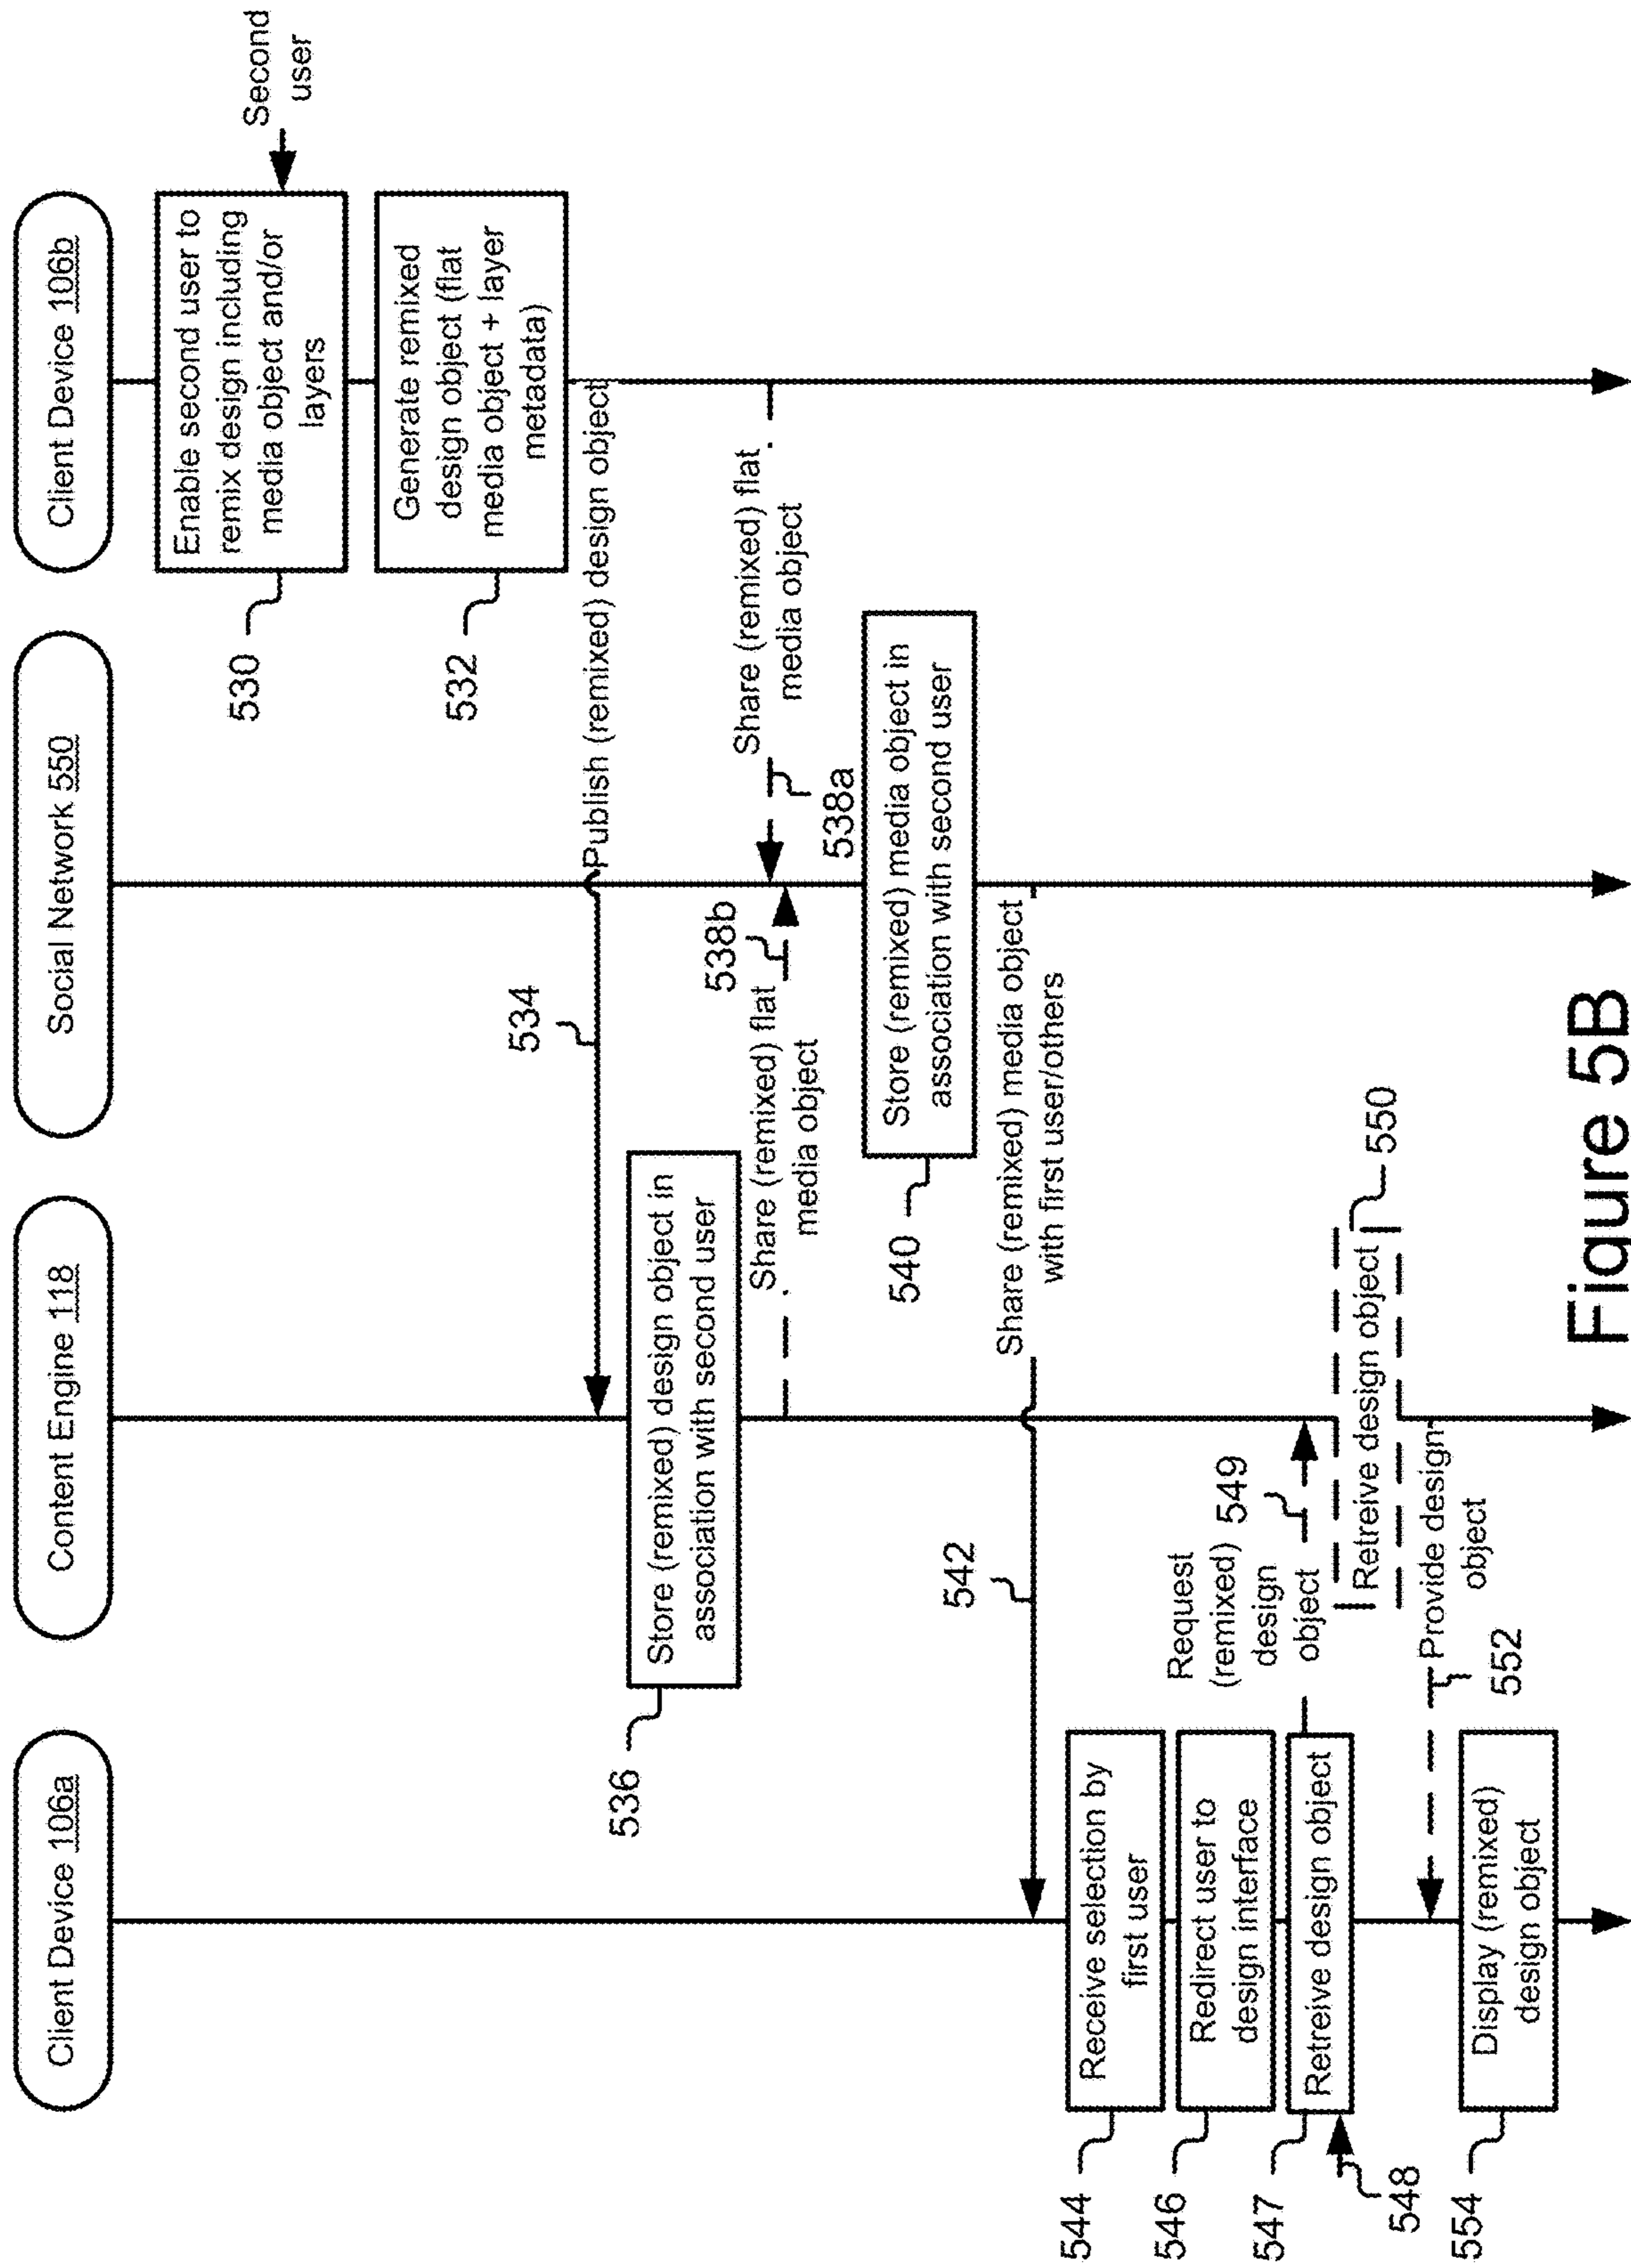 Client Device 106a
Content Engine 118
Social Network 550
Client Device 106b
Enable second user to
remix design including
media object and/or
layers
Second
user
530
Generate remixed
design object (flat
media object + layer
metadata)
532
Publish (remixed) design object
534
Store (remixed) design object in
association with second user
536
Share (remixed) flat
media object
538a
Share (remixed) flat
media object
538b
Store (remixed) media object in
association with second user
540
Share (remixed) media object
with first user/others
542
Receive selection by
first user
544
Redirect user to
design interface
546
Retreive design object
547
548
Request
(remixed)
design
object
549
Retreive design object
550
Provide design
object
552
Display (remixed)
design object
554
Figure 5B